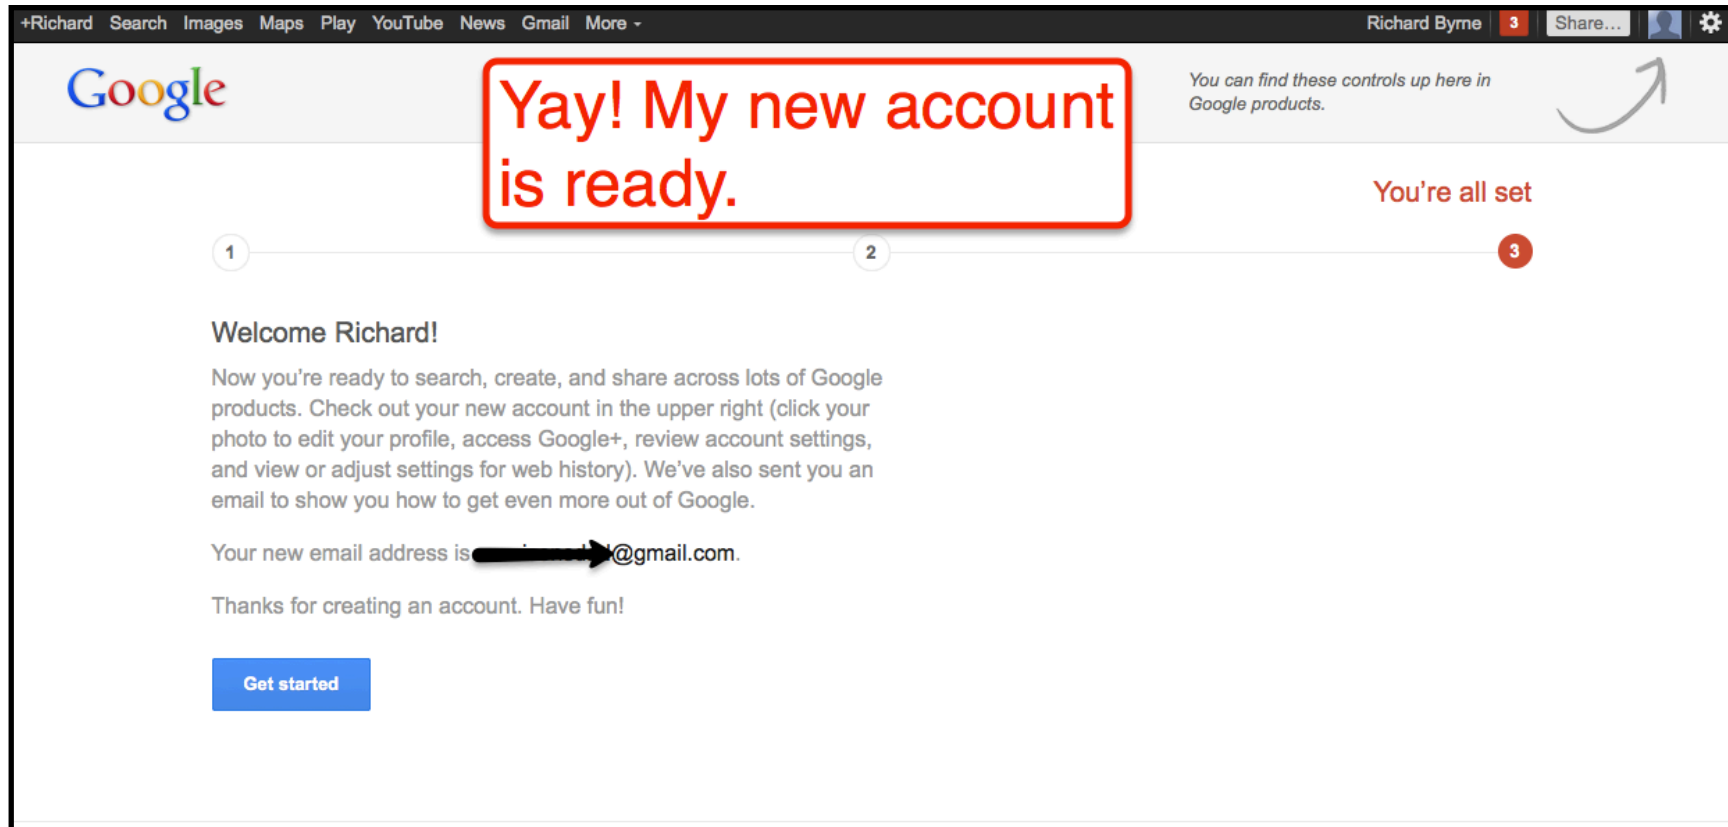 +Richard Search Images Maps Play YouTube News Gmail More
Richard Byrne 3 Share...
Google
Yay! My new account
is ready.
You can find these controls up here in
Google products.
You're all set
1 2 3
Welcome Richard!
Now you're ready to search, create, and share across lots of Google
products. Check out your new account in the upper right (click your
photo to edit your profile, access Google+, review account settings,
and view or adjust settings for web history). We've also sent you an
email to show you how to get even more out of Google.
Your new email address is @gmail.com.
Thanks for creating an account. Have fun!
Get started